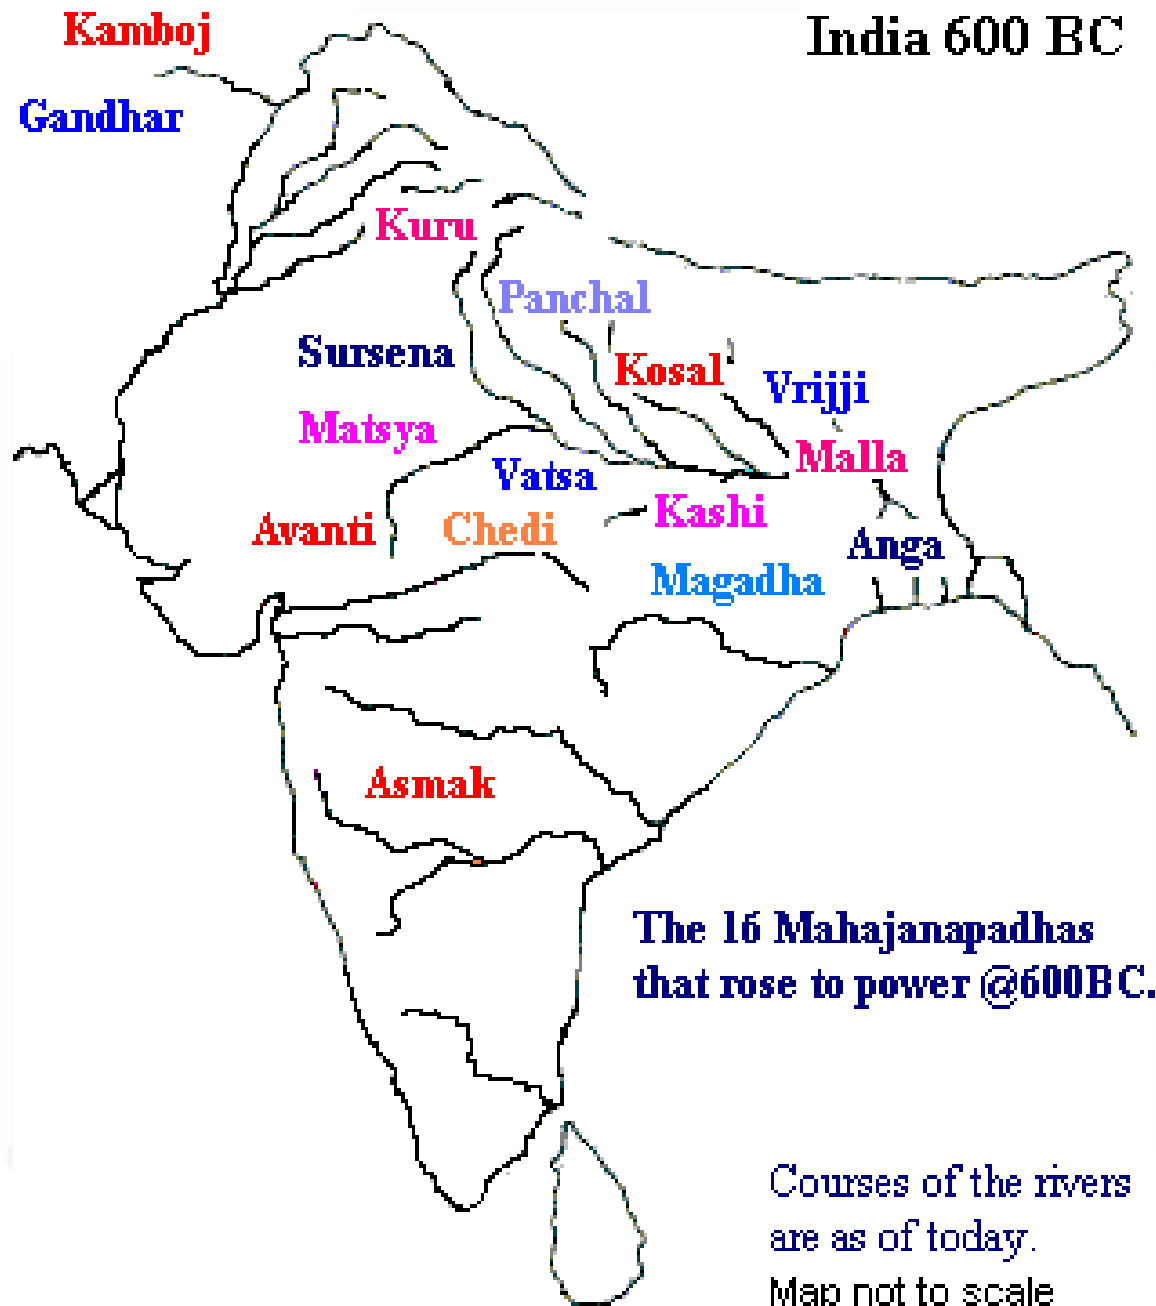 Kamboj
India 600 BC
Gandhar
Kuru
Panchal
Sursena
Kosal
Vrijji
Matsya
Malla
Vatsa
Kashi
Avanti
Chedi
Anga
Magadha
Asmak
The 16 Mahajanapadhas
that rose to power @600BC.
Courses of the rivers
are as of today.
Map not to scale